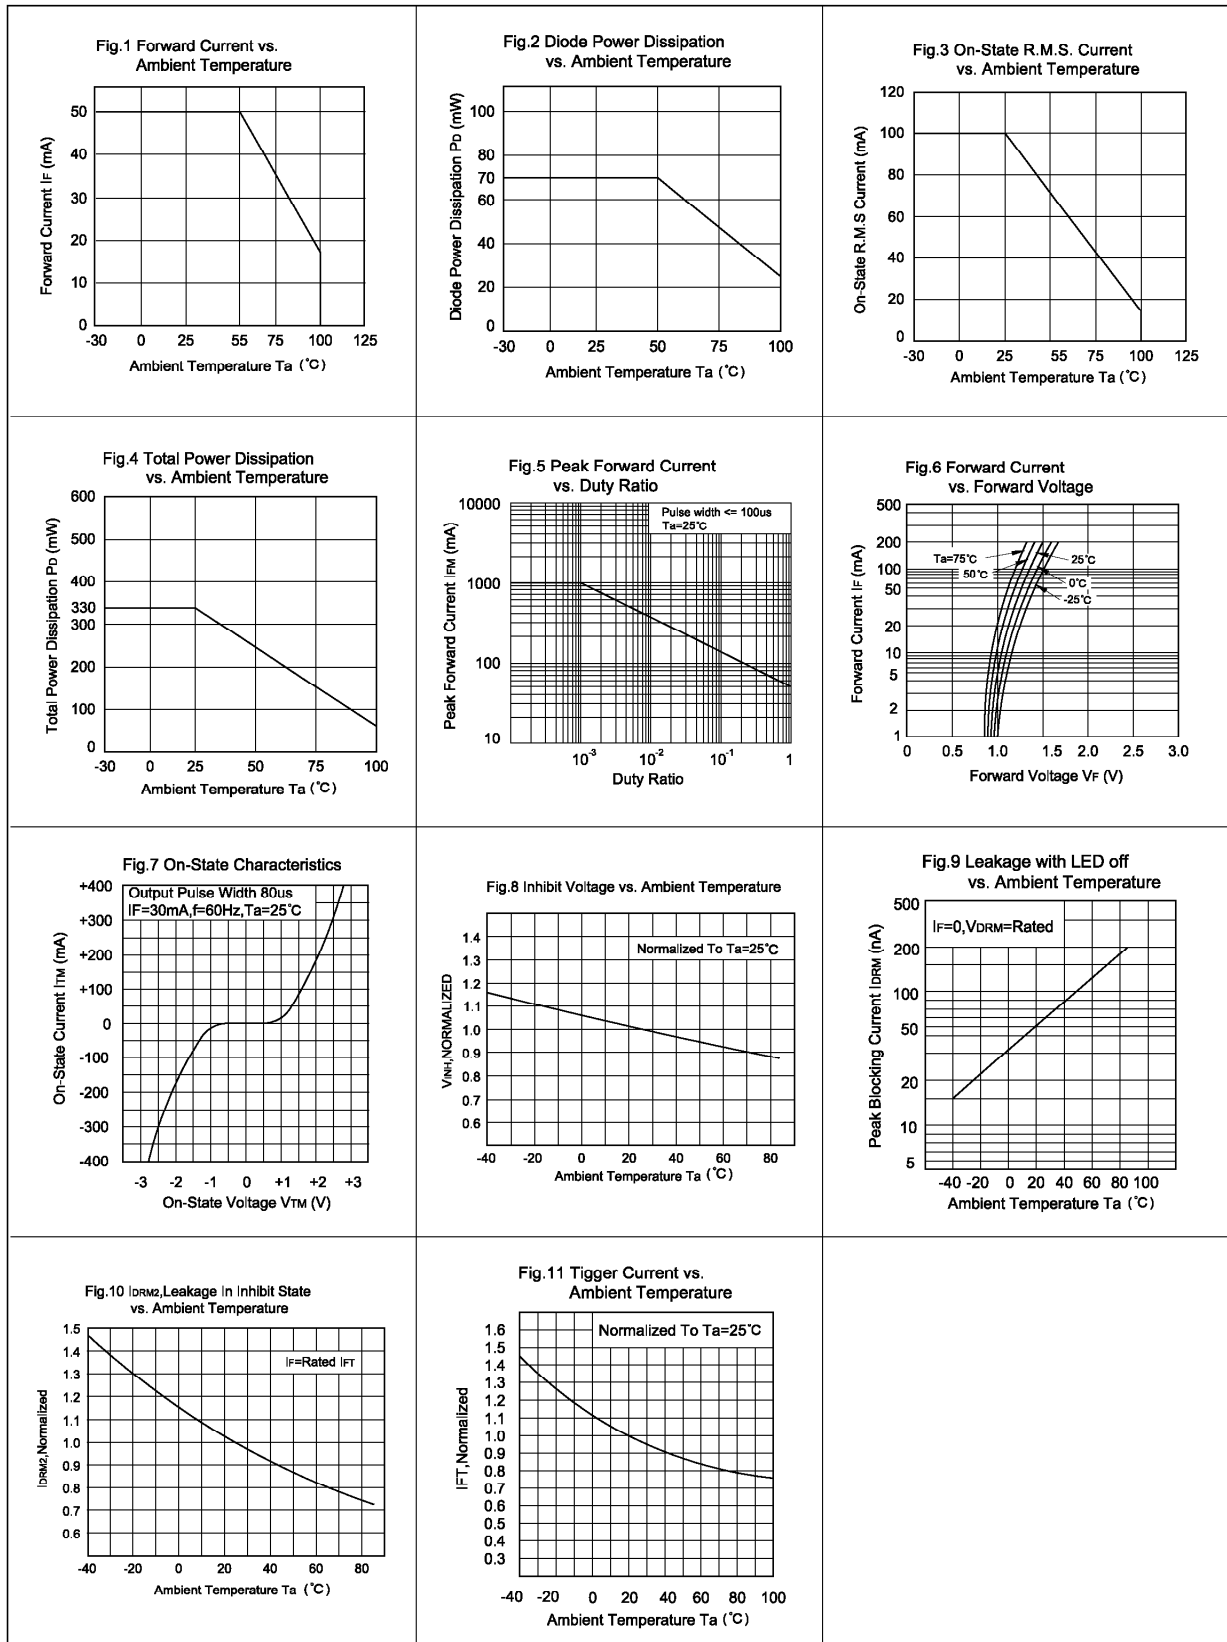 Fig.1 Forward Current vs.
Ambient Temperature
Forward Current IF (mA)
50
40
30
20
10
0
-30 0 25 55 75 100 125
Ambient Temperature Ta (°C)
Fig.2 Diode Power Dissipation
vs. Ambient Temperature
Diode Power Dissipation PD (mW)
100
80
70
60
40
20
0
-30 0 25 50 75 100
Ambient Temperature Ta (°C)
Fig.3 On-State R.M.S. Current
vs. Ambient Temperature
On-State R.M.S Current (mA)
120
100
80
60
40
20
0
-30 0 25 55 75 100 125
Ambient Temperature Ta (°C)
Fig.4 Total Power Dissipation
vs. Ambient Temperature
Total Power Dissipation PD (mW)
600
500
400
330
300
200
100
0
-30 0 25 50 75 100
Ambient Temperature Ta (°C)
Fig.5 Peak Forward Current
vs. Duty Ratio
Peak Forward Current IFM (mA)
Pulse width <= 100us
Ta=25°C
10000
1000
100
10
10-3 10-2 10-1 1
Duty Ratio
Fig.6 Forward Current
vs. Forward Voltage
Forward Current IF (mA)
500
200
100
50
20
10
5
2
1
Ta=75°C
50°C
25°C
0°C
-25°C
0 0.5 1.0 1.5 2.0 2.5 3.0
Forward Voltage VF (V)
Fig.7 On-State Characteristics
On-State Current ITM (mA)
Output Pulse Width 80us
IF=30mA,f=60Hz,Ta=25°C
+400
+300
+200
+100
0
-100
-200
-300
-400
-3 -2 -1 0 +1 +2 +3
On-State Voltage VTM (V)
Fig.8 Inhibit Voltage vs. Ambient Temperature
VINH,NORMALIZED
Normalized To Ta=25°C
1.4
1.3
1.2
1.1
1.0
0.9
0.8
0.7
0.6
-40 -20 0 20 40 60 80
Ambient Temperature Ta (°C)
Fig.9 Leakage with LED off
vs. Ambient Temperature
Peak Blocking Current IDRM (nA)
IF=0,VDRM=Rated
500
200
100
50
20
10
5
-40 -20 0 20 40 60 80 100
Ambient Temperature Ta (°C)
Fig.10 IDRM2,Leakage In Inhibit State
vs. Ambient Temperature
IDRM2,Normalized
IF=Rated IFT
1.5
1.4
1.3
1.2
1.1
1.0
0.9
0.8
0.7
0.6
-40 -20 0 20 40 60 80
Ambient Temperature Ta (°C)
Fig.11 Tigger Current vs.
Ambient Temperature
IFT,Normalized
Normalized To Ta=25°C
1.6
1.5
1.4
1.3
1.2
1.1
1.0
0.9
0.8
0.7
0.6
0.5
0.4
0.3
-40 -20 0 20 40 60 80 100
Ambient Temperature Ta (°C)